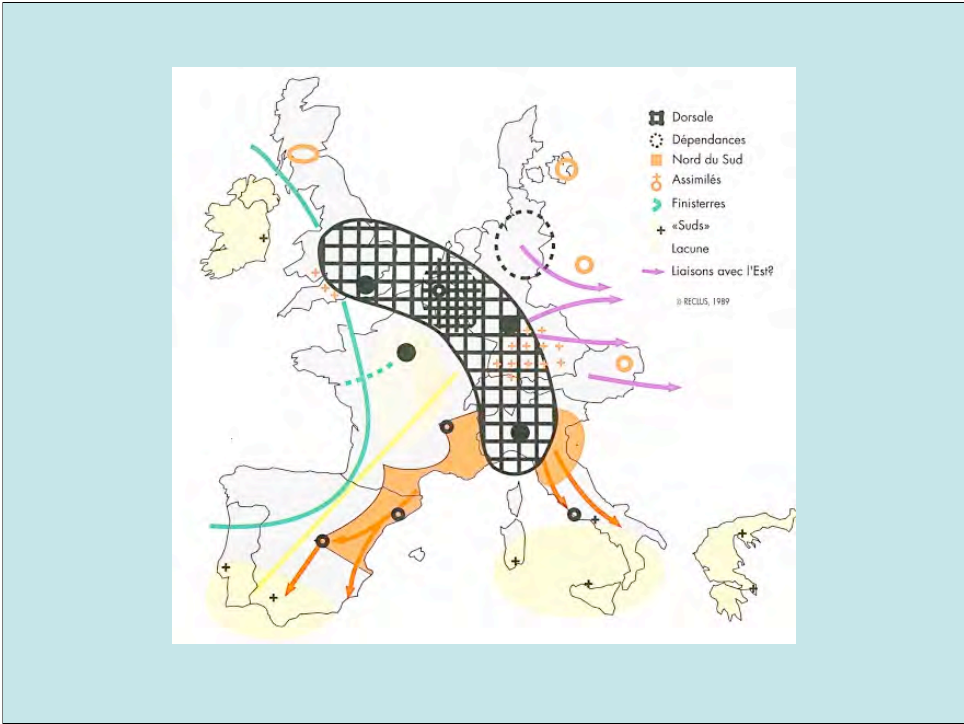 Dorsale
Dépendances
Nord du Sud
Assimilés
Finisterres
«Suds»
Lacune
Liaisons avec l'Est?
RECLUS, 1989